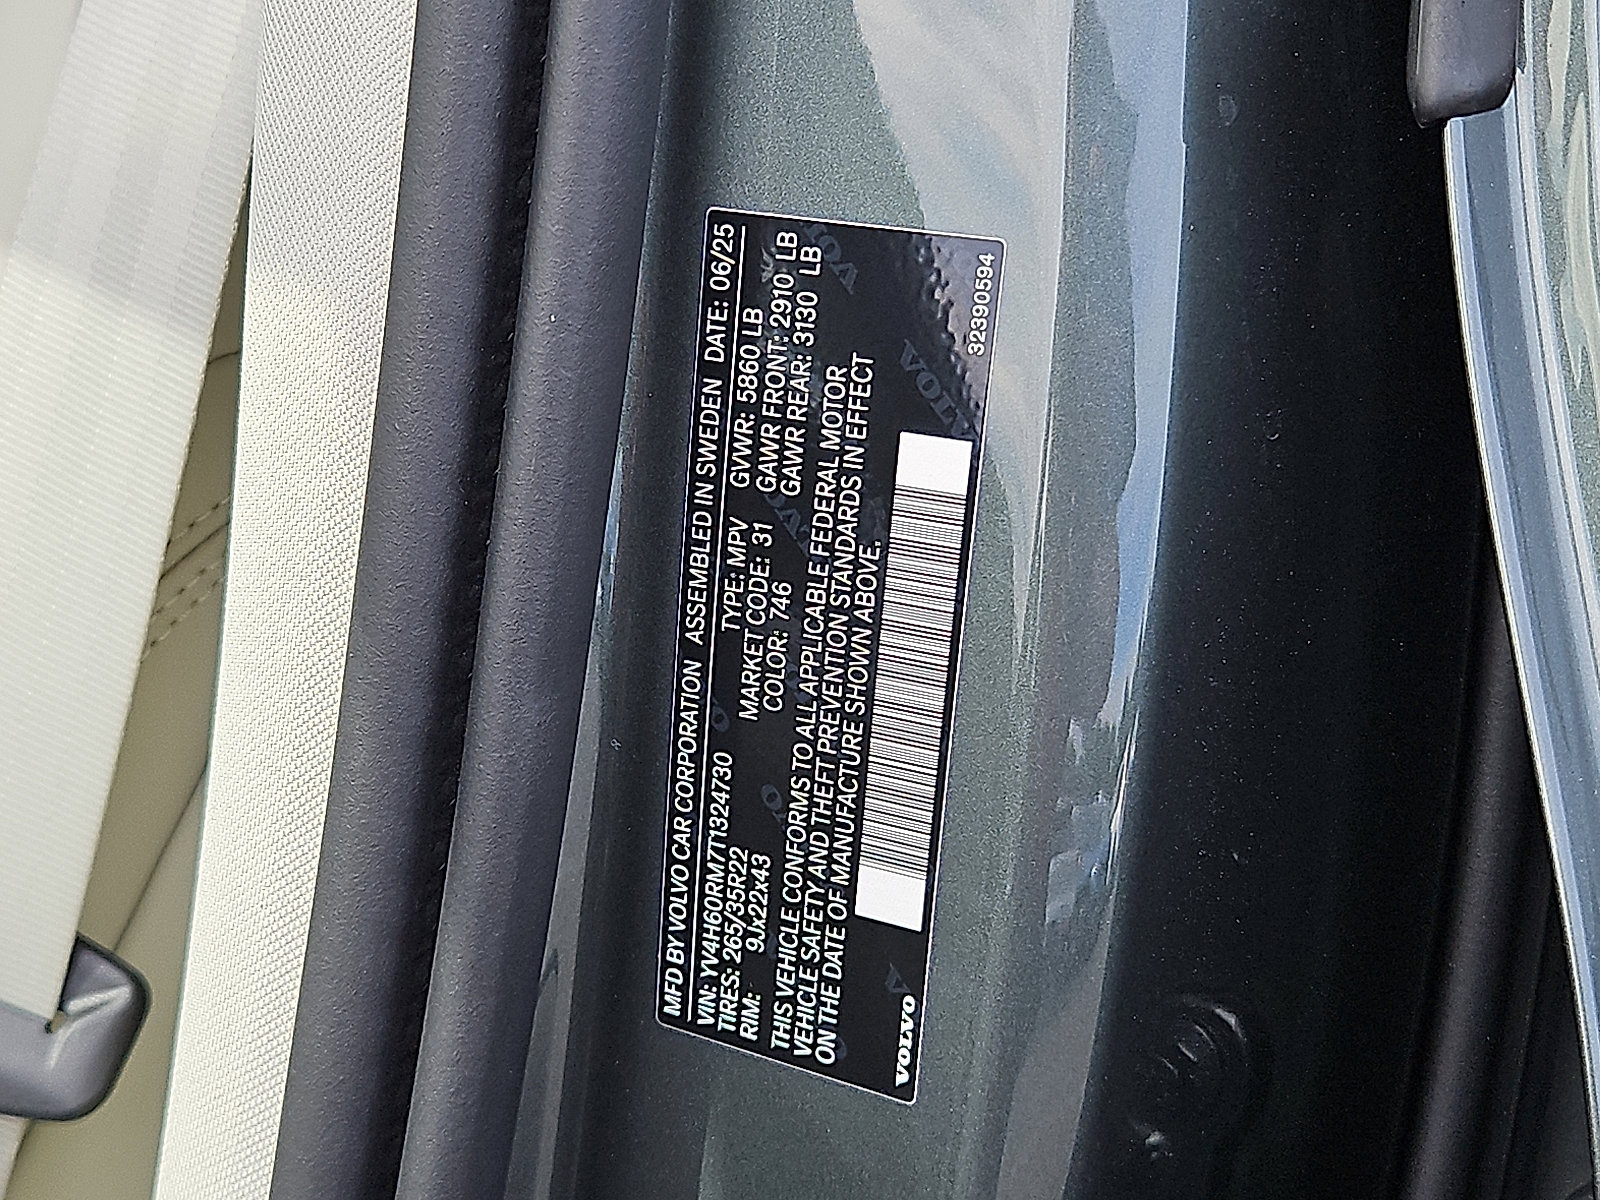 MFD BY VOLVO CAR CORPORATION ASSEMBLED IN SWEDEN DATE: 06/25
VIN: YV4H60RM7T1324730 TYPE: MPV GVWR: 5860 LB
TIRES: 265/35R22 MARKET CODE: 31 GAWR FRONT: 2910 LB
RIM: 9Jx22x43 COLOR: 746 GAWR REAR: 3130 LB
THIS VEHICLE CONFORMS TO ALL APPLICABLE FEDERAL MOTOR
VEHICLE SAFETY AND THEFT PREVENTION STANDARDS IN EFFECT
ON THE DATE OF MANUFACTURE SHOWN ABOVE.
VOLVO 32390594